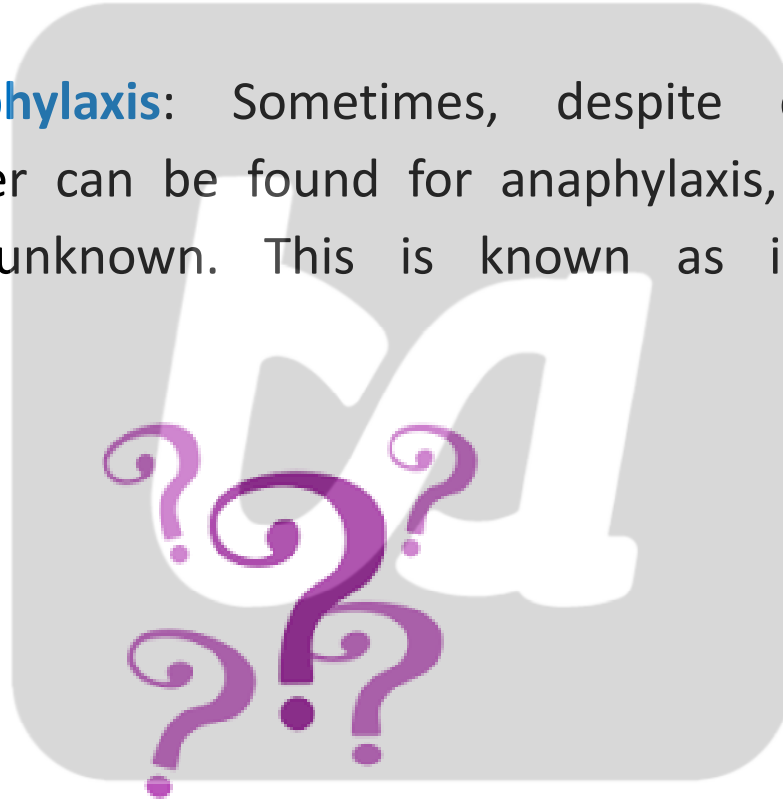 hylaxis: Sometimes, despite
er can be found for anaphylaxis,
unknown. This is known as i